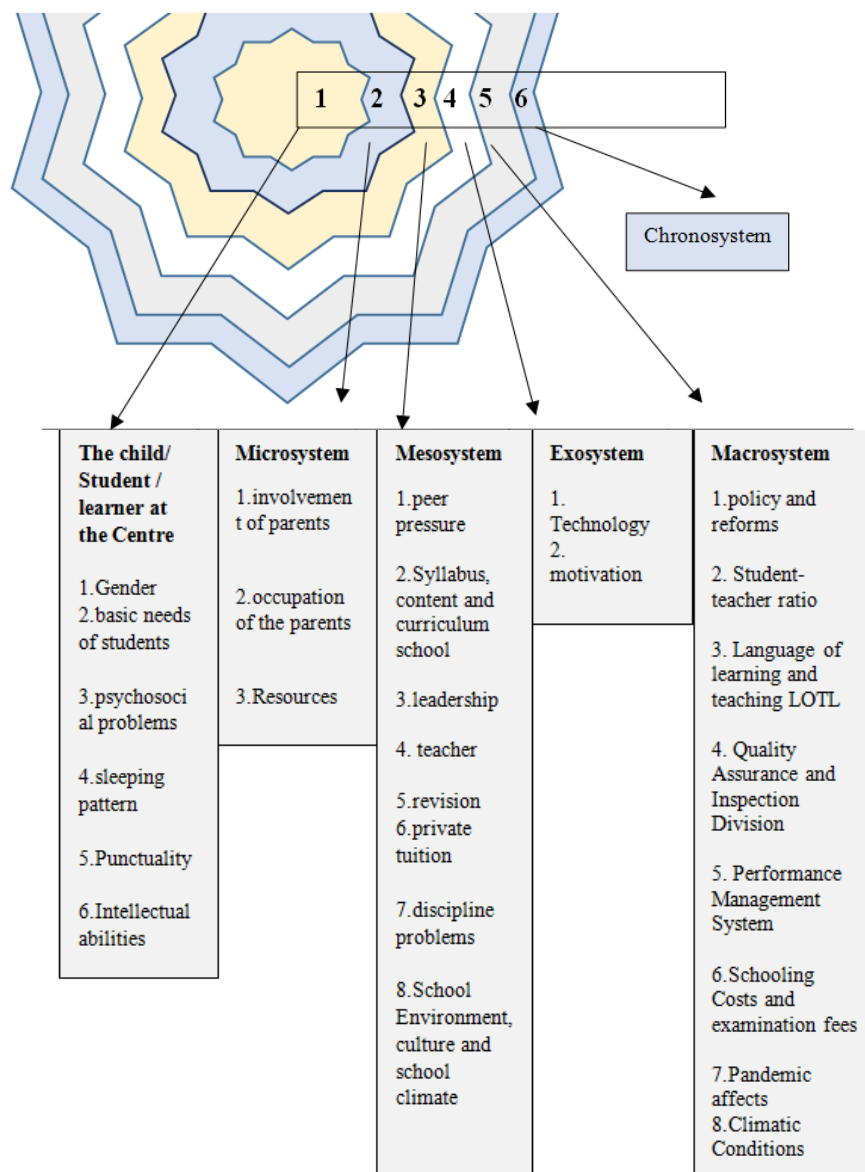 1 2 3 4 5 6
Chronosystem
The child/
Student /
learner at
the Centre
1.Gender
2.basic needs
of students
3.psychosoci
al problems
4.sleeping
pattern
5.Punctuality
6.Intellectual
abilities
Microsystem
1.involvemen
t of parents
2.occupation
of the parents
3.Resources
Mesosystem
1.peer
pressure
2.Syllabus,
content and
curriculum
school
3.leadership
4. teacher
5.revision
6.private
tuition
7.discipline
problems
8.School
Environment,
culture and
school
climate
Exosystem
1.
Technology
2.
motivation
Macrosystem
1.policy and
reforms
2. Student-
teacher ratio
3. Language of
learning and
teaching LOTL
4. Quality
Assurance and
Inspection
Division
5. Performance
Management
System
6.Schooling
Costs and
examination fees
7.Pandemic
affects
8.Climatic
Conditions